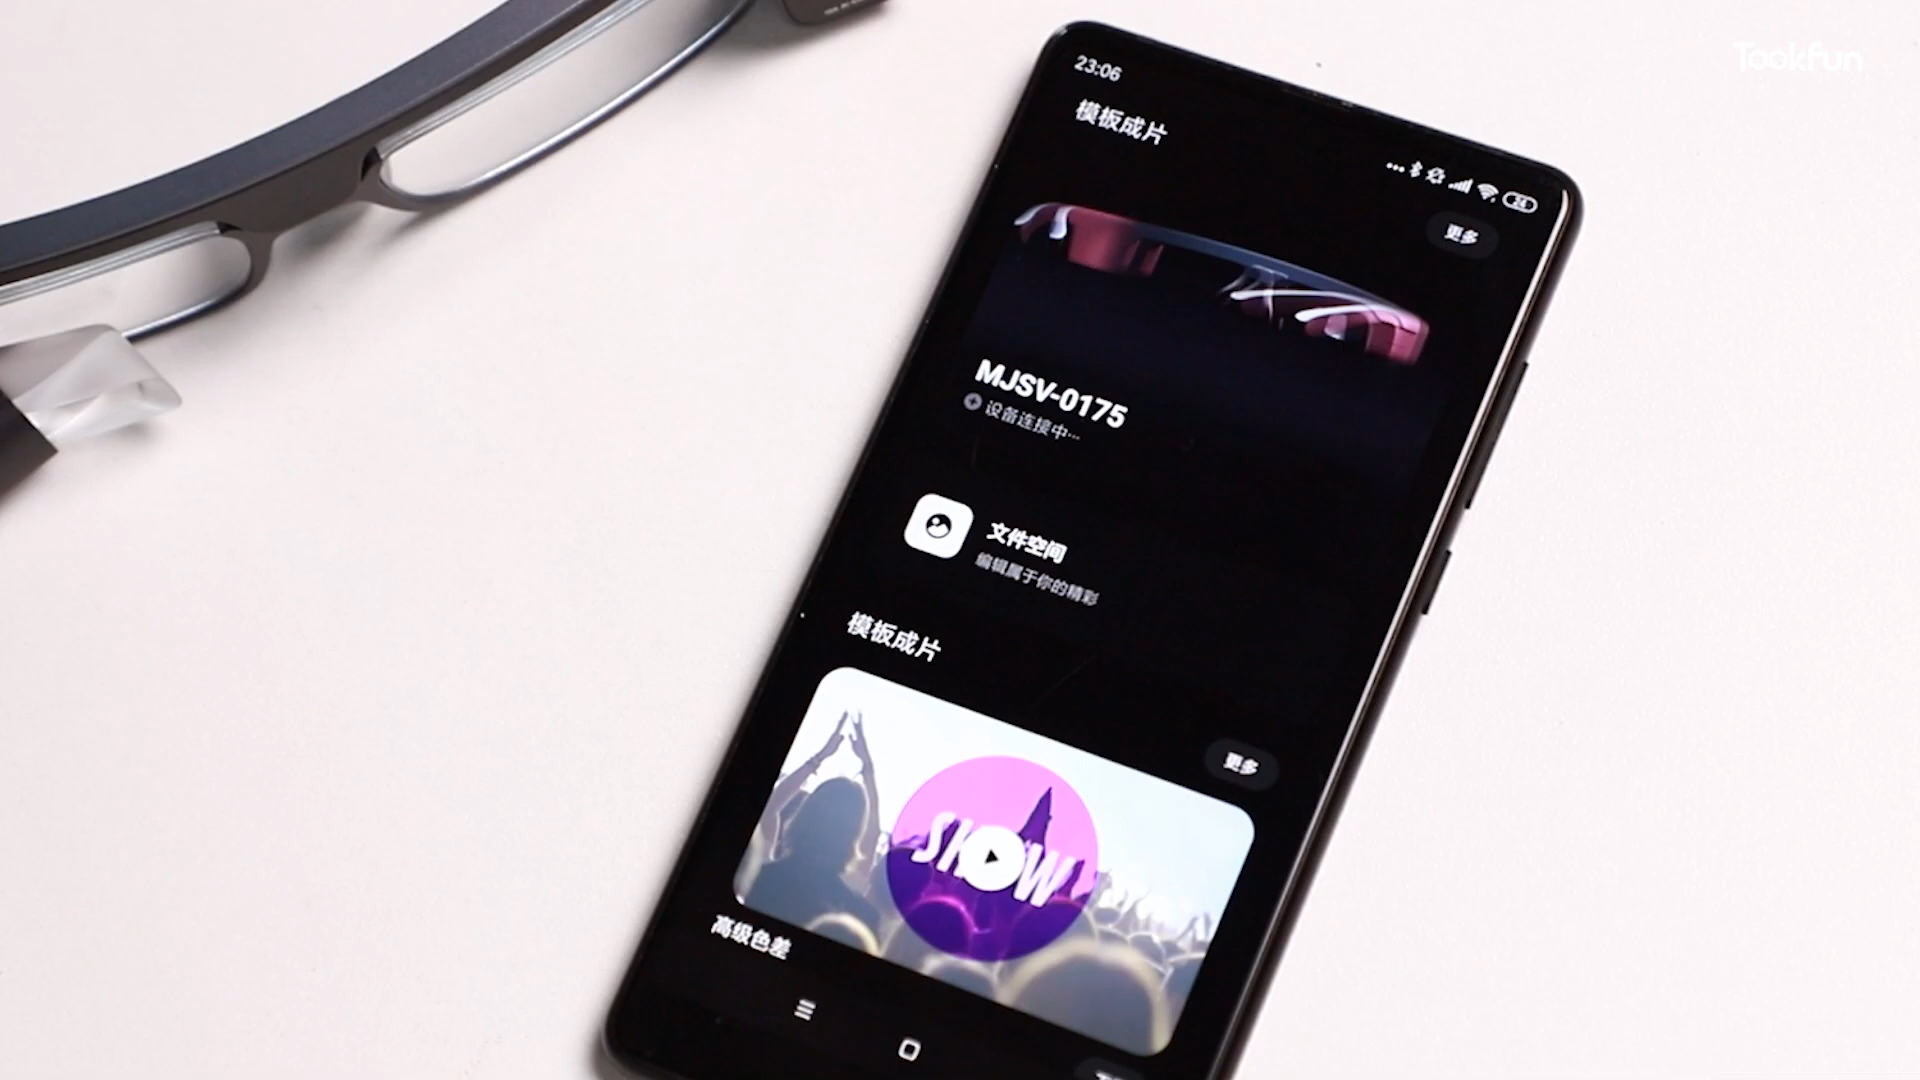 Tookfun
23:06
24
模板成片
更多
MJSV-0175
设备连接中...
文件空间
编辑属于你的精彩
模板成片
更多
SHOW
高级色差